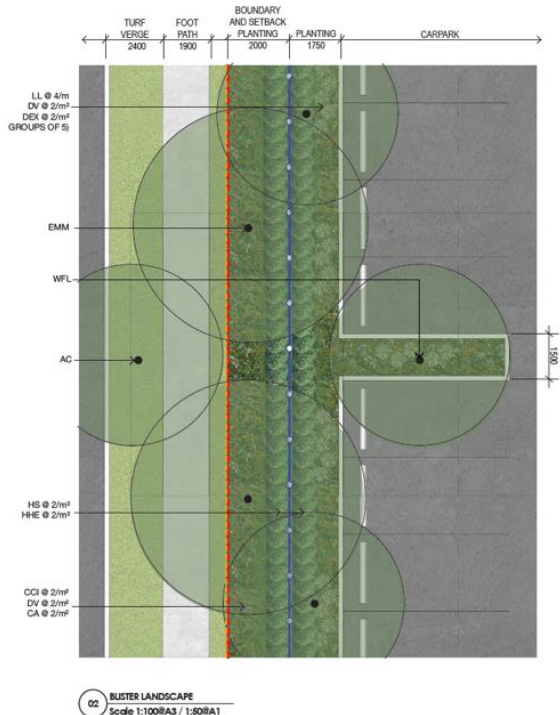 TURF
VERGE
2400
FOOT
PATH
1900
BOUNDARY
AND SETBACK
PLANTING
2000
PLANTING
1750
CARPARK
LL @ 4/m
DV @ 2/m²
DEX @ 2/m²
GROUPS OF 5)
EMM
WFL
AC
1500
HS @ 2/m²
HHE @ 2/m²
CCI @ 2/m²
DV @ 2/m²
CA @ 2/m²
02
BLISTER LANDSCAPE
Scale 1:100@A3 / 1:50@A1